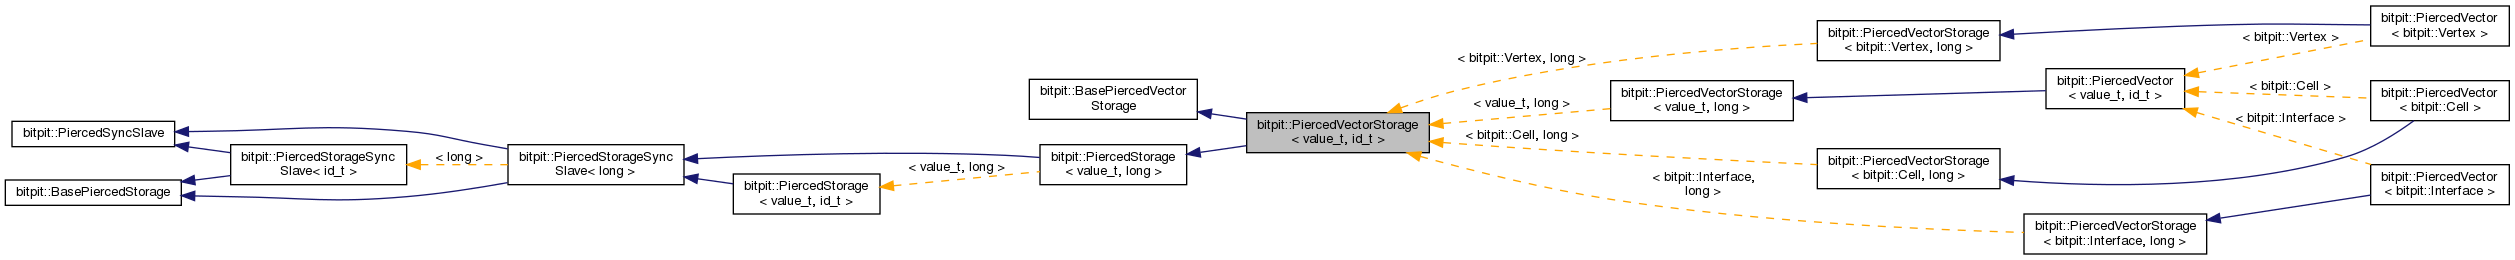 bitpit::PiercedSyncSlave
bitpit::BasePiercedStorage
bitpit::PiercedStorageSync
Slave< id_t >
< long >
bitpit::PiercedStorageSync
Slave< long >
bitpit::PiercedStorage
< value_t, id_t >
< value_t, long >
bitpit::BasePiercedVector
Storage
bitpit::PiercedStorage
< value_t, long >
bitpit::PiercedVectorStorage
< value_t, id_t >
< bitpit::Vertex, long >
< value_t, long >
< bitpit::Cell, long >
< bitpit::Interface,
long >
bitpit::PiercedVectorStorage
< bitpit::Vertex, long >
bitpit::PiercedVectorStorage
< value_t, long >
bitpit::PiercedVectorStorage
< bitpit::Cell, long >
bitpit::PiercedVectorStorage
< bitpit::Interface, long >
bitpit::PiercedVector
< value_t, id_t >
< bitpit::Vertex >
< bitpit::Cell >
< bitpit::Interface >
bitpit::PiercedVector
< bitpit::Vertex >
bitpit::PiercedVector
< bitpit::Cell >
bitpit::PiercedVector
< bitpit::Interface >